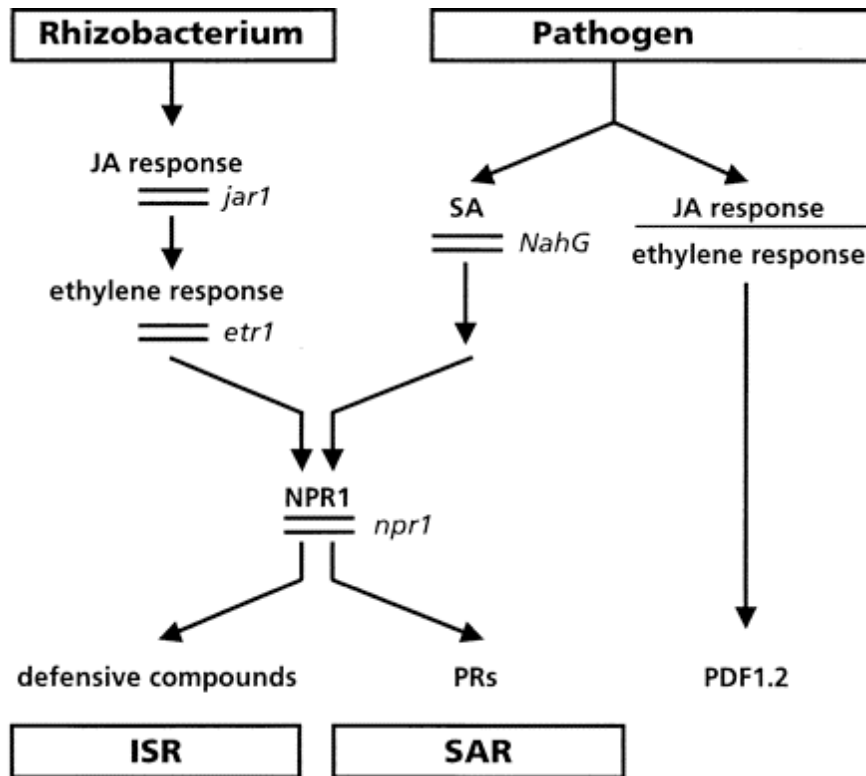 Rhizobacterium
Pathogen
JA response
jar1
SA
NahG
JA response
ethylene response
ethylene response
etr1
NPR1
npr1
defensive compounds
PRs
PDF1.2
ISR
SAR